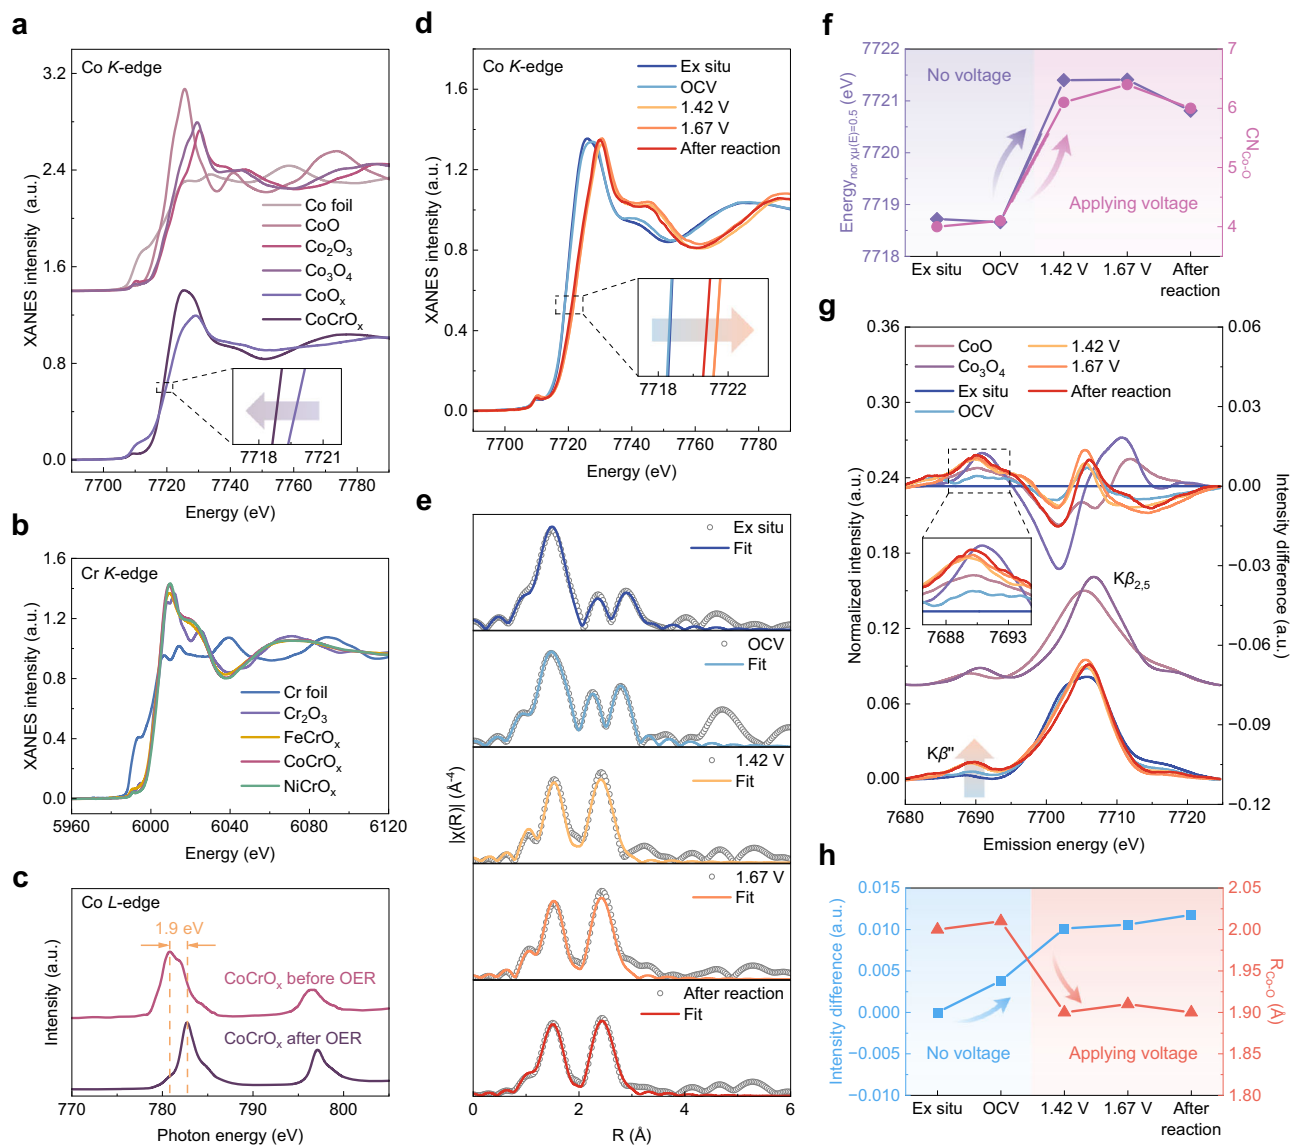 a
Co K-edge
3.2
2.4
1.6
0.8
0.0
XANES intensity (a.u.)
Co foil
CoO
Co₂O₃
Co₃O₄
CoOₓ
CoCrOₓ
7718 7721
7700 7720 7740 7760 7780
Energy (eV)
b
Cr K-edge
1.6
1.2
0.8
0.4
0.0
XANES intensity (a.u.)
Cr foil
Cr₂O₃
FeCrOₓ
CoCrOₓ
NiCrOₓ
5960 6000 6040 6080 6120
Energy (eV)
c
Co L-edge
1.9 eV
CoCrOₓ before OER
CoCrOₓ after OER
Intensity (a.u.)
770 780 790 800
Photon energy (eV)
d
Co K-edge
1.6
1.2
0.8
0.4
0.0
XANES intensity (a.u.)
Ex situ
OCV
1.42 V
1.67 V
After reaction
7718 7722
7700 7720 7740 7760 7780
Energy (eV)
e
Ex situ
Fit
OCV
Fit
1.42 V
Fit
1.67 V
Fit
After reaction
Fit
|χ(R)| (Å⁻⁴)
0 2 4 6
R (Å)
f
7722
7721
7720
7719
7718
Energy nor χμ(E)=0.5 (eV)
No voltage
Applying voltage
7
6
5
4
CN Co-O
Ex situ OCV 1.42 V 1.67 V After
reaction
g
0.36
0.30
0.24
0.18
0.12
0.06
0.00
Normalized intensity (a.u.)
CoO 1.42 V
Co₃O₄ 1.67 V
Ex situ After reaction
OCV
7688 7693
Kβ₂,₅
Kβ"
0.06
0.03
0.00
−0.03
−0.06
−0.09
−0.12
Intensity difference (a.u.)
7680 7690 7700 7710 7720
Emission energy (eV)
h
0.015
0.010
0.005
0.000
−0.005
−0.010
Intensity difference (a.u.)
No voltage
Applying voltage
2.05
2.00
1.95
1.90
1.85
1.80
R Co-O (Å)
Ex situ OCV 1.42 V 1.67 V After
reaction